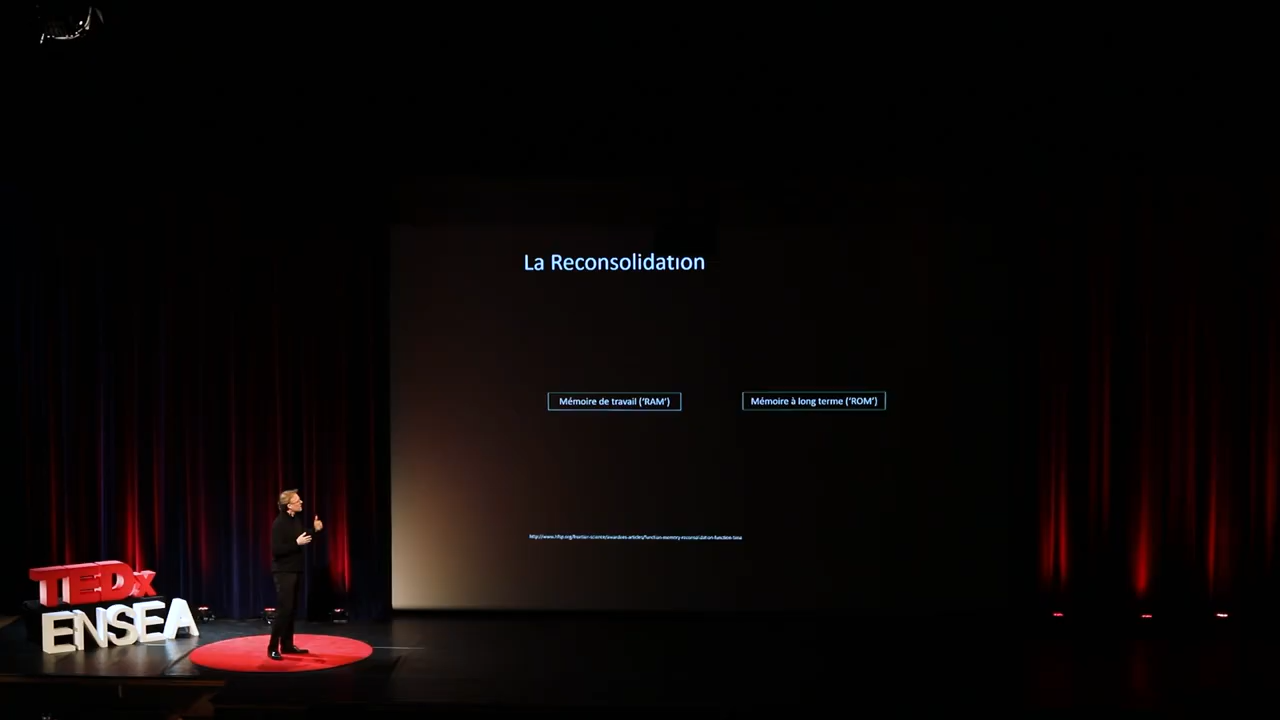 La Reconsolidation
Mémoire de travail ('RAM')
Mémoire à long terme ('ROM')
TEDx
ENSEA